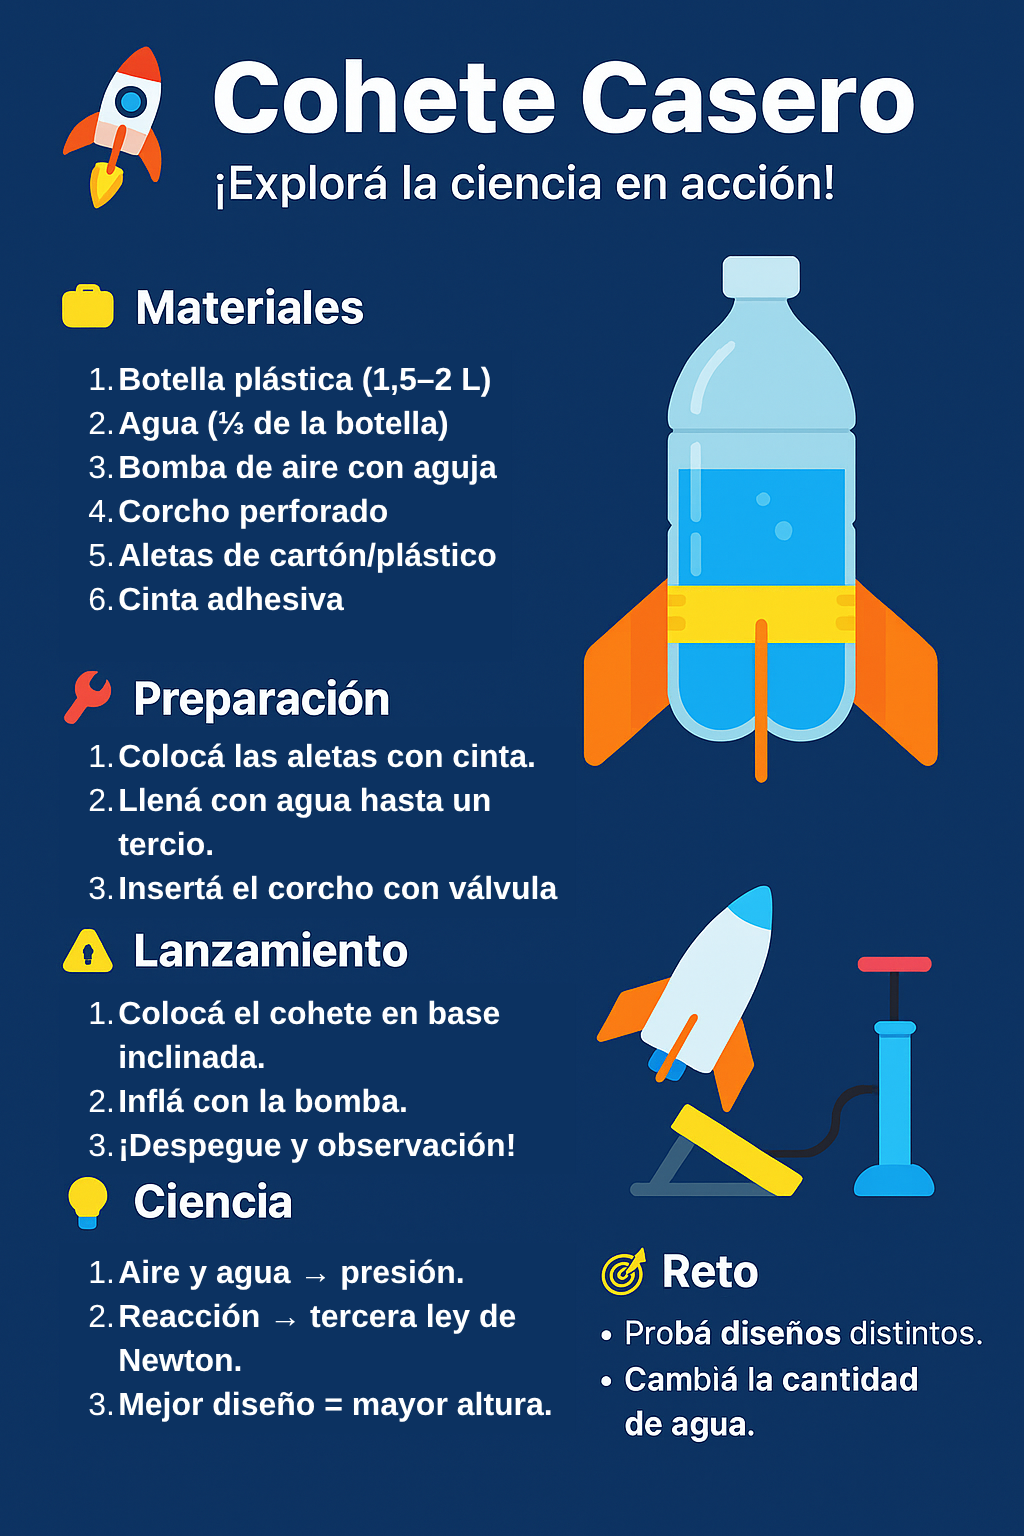 Cohete Casero
¡Explorá la ciencia en acción!
Materiales
1. Botella plástica (1,5–2 L)
2. Agua (⅓ de la botella)
3. Bomba de aire con aguja
4. Corcho perforado
5. Aletas de cartón/plástico
6. Cinta adhesiva
Preparación
1. Colocá las aletas con cinta.
2. Llená con agua hasta un
tercio.
3. Insertá el corcho con válvula
Lanzamiento
1. Colocá el cohete en base
inclinada.
2. Inflá con la bomba.
3. ¡Despegue y observación!
Ciencia
1. Aire y agua → presión.
2. Reacción → tercera ley de
Newton.
3. Mejor diseño = mayor altura.
Reto
• Probá diseños distintos.
• Cambìá la cantidad
de agua.